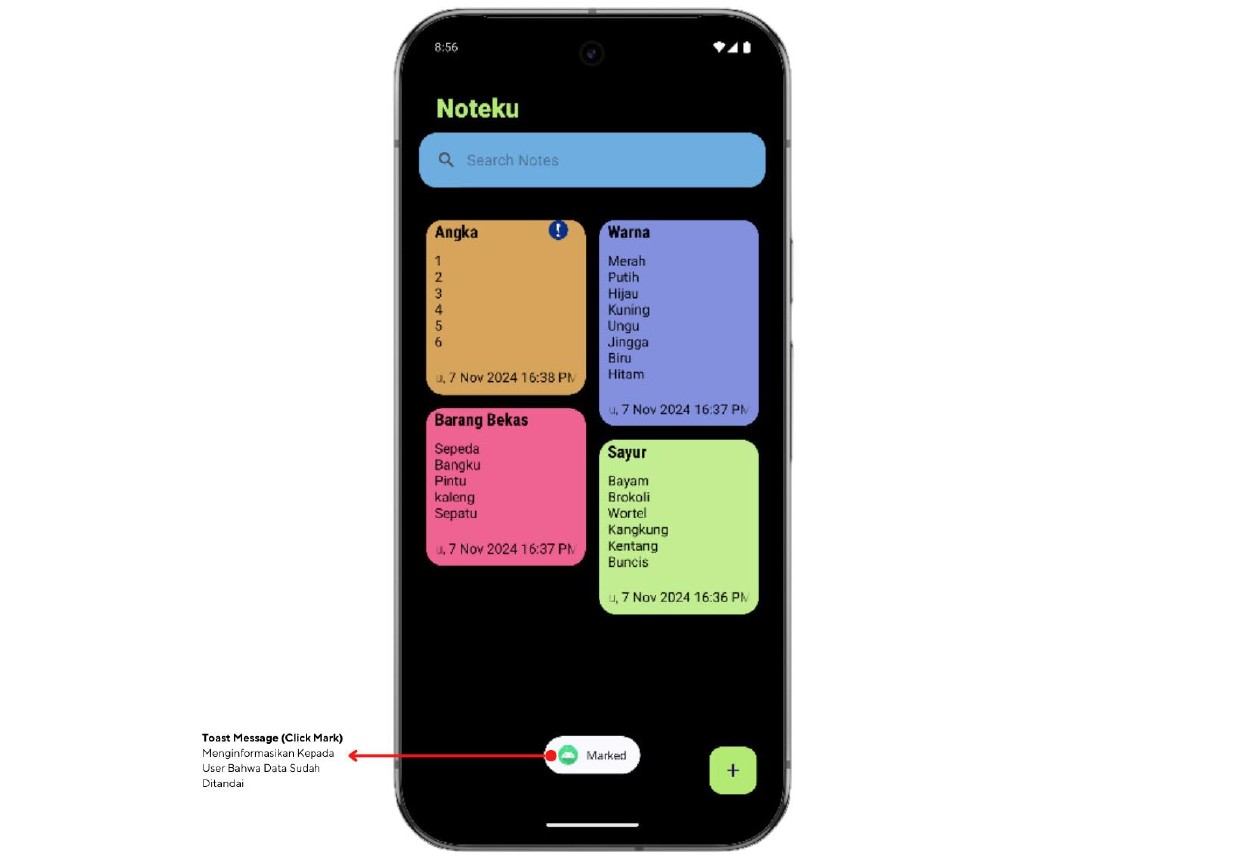 8:56
Noteku
Search Notes
Angka
1
2
3
4
5
6
u, 7 Nov 2024 16:38 PM
Warna
Merah
Putih
Hijau
Kuning
Ungu
Jingga
Biru
Hitam
u, 7 Nov 2024 16:37 PM
Barang Bekas
Sepeda
Bangku
Pintu
kaleng
Sepatu
u, 7 Nov 2024 16:37 PM
Sayur
Bayam
Brokoli
Wortel
Kangkung
Kentang
Buncis
u, 7 Nov 2024 16:36 PM
Toast Message (Click Mark)
Menginformasikan Kepada
User Bahwa Data Sudah
Ditandai
Marked
+